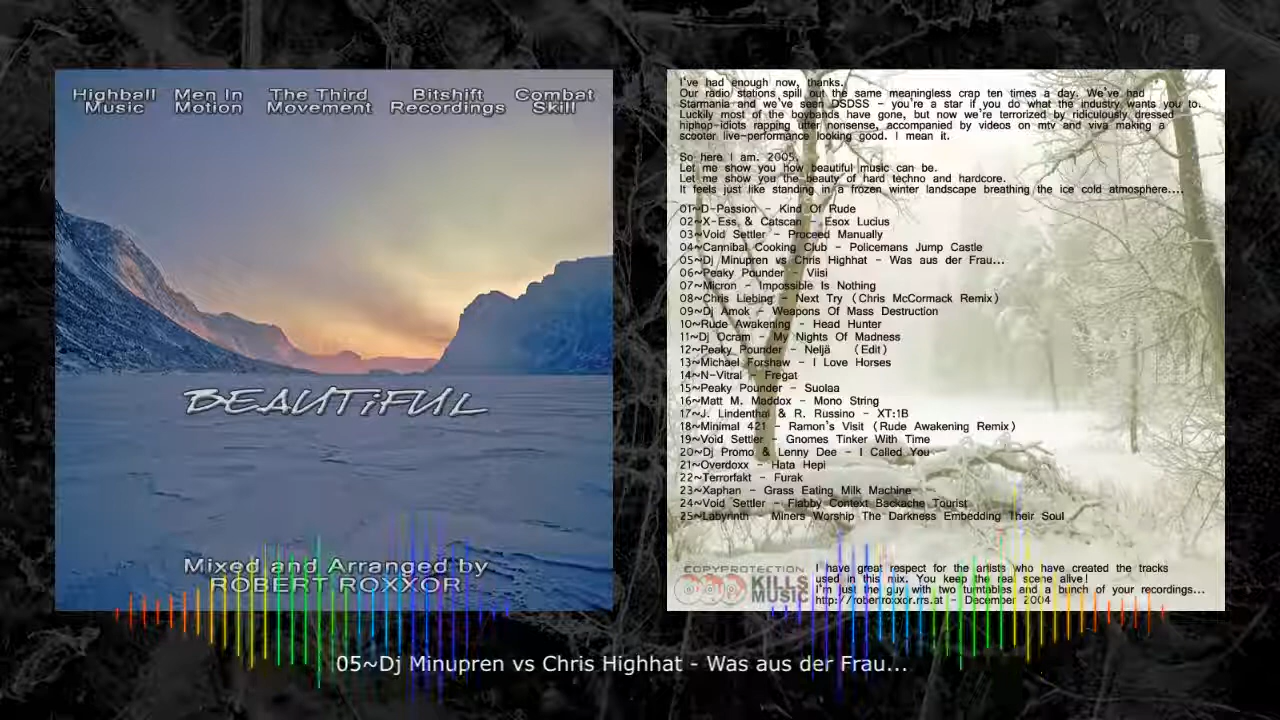 Highball Music
Men In Motion
The Third Movement
Bitshift Recordings
Combat Skill
BEAUTiFUL
Mixed and Arranged by
ROBERT ROXXOR
I've had enough now, thanks.
Our radio stations spill out the same meaningless crap ten times a day. We've had
Starmania and we've seen DSDSS - you're a star if you do what the industry wants you to.
Luckily most of the boybands have gone, but now we're terrorized by ridiculously dressed
hiphop-idiots rapping utter nonsense, accompanied by videos on mtv and viva making a
scooter live-performance looking good. I mean it.
So here I am. 2005.
Let me show you how beautiful music can be.
Let me show you the beauty of hard techno and hardcore.
It feels just like standing in a frozen winter landscape breathing the ice cold atmosphere....
01~D-Passion - Kind Of Rude
02~X-Ess & Catscan - Esox Lucius
03~Void Settler - Proceed Manually
04~Cannibal Cooking Club - Policemans Jump Castle
05~Dj Minupren vs Chris Highhat - Was aus der Frau...
06~Peaky Pounder - Viisi
07~Micron - Impossible Is Nothing
08~Chris Liebing - Next Try (Chris McCormack Remix)
09~Dj Amok - Weapons Of Mass Destruction
10~Rude Awakening - Head Hunter
11~Dj Ocram - My Nights Of Madness
12~Peaky Pounder - Neljä (Edit)
13~Michael Forshaw - I Love Horses
14~N-Vitral - Fregat
15~Peaky Pounder - Suolaa
16~Matt M. Maddox - Mono String
17~J. Lindenthal & R. Russino - XT:1B
18~Minimal 421 - Ramon's Visit (Rude Awakening Remix)
19~Void Settler - Gnomes Tinker With Time
20~Dj Promo & Lenny Dee - I Called You
21~Overdoxx - Hata Hepi
22~Terrorfakt - Furak
23~Xaphan - Grass Eating Milk Machine
24~Void Settler - Flabby Context Backache Tourist
25~Labyrinth - Miners Worship The Darkness Embedding Their Soul
COPYPROTECTION
KILLS
MUSIC
I have great respect for the artists who have created the tracks
used in this mix. You keep the real scene alive!
I'm just the guy with two turntables and a bunch of your recordings...
http://robertroxxor.rrs.at - December 2004
05~Dj Minupren vs Chris Highhat - Was aus der Frau...